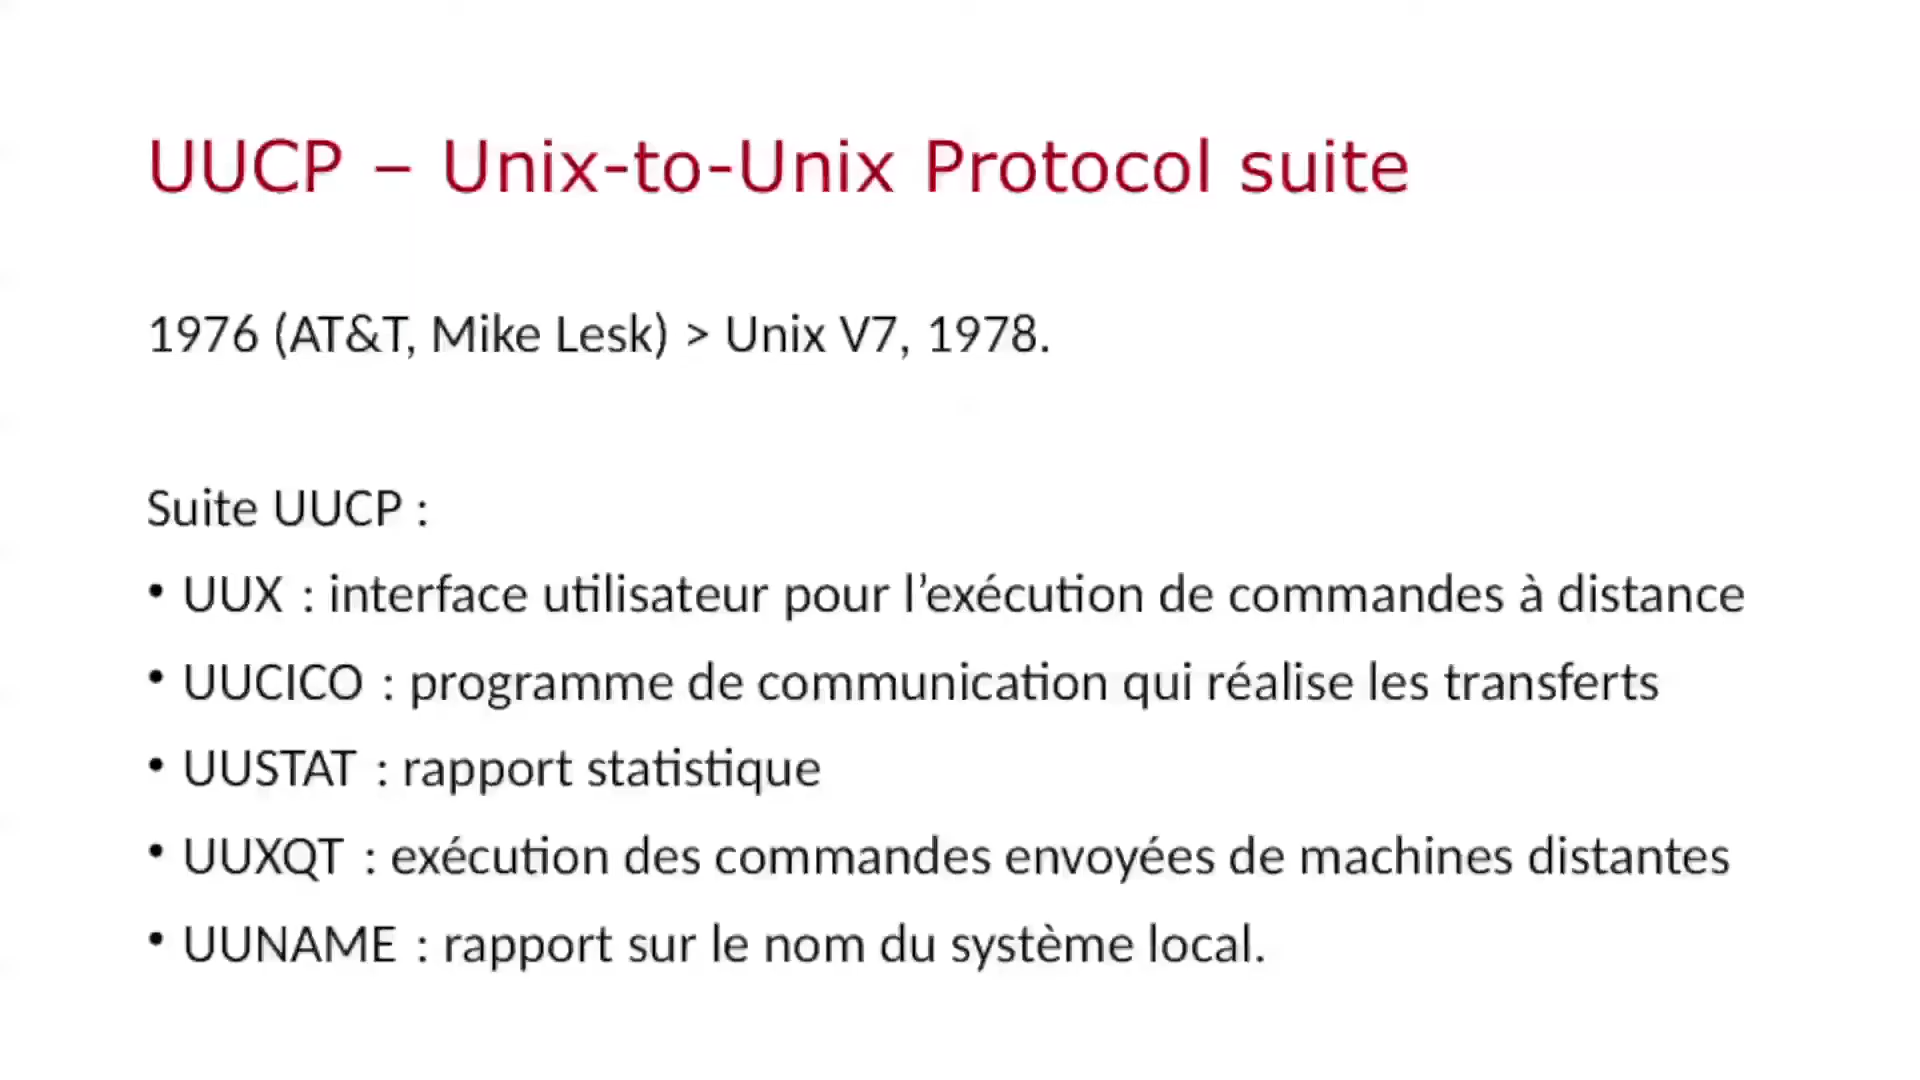 UUCP – Unix-to-Unix Protocol suite
1976 (AT&T, Mike Lesk) > Unix V7, 1978.
Suite UUCP :
• UUX : interface utilisateur pour l’exécution de commandes à distance
• UUCICO : programme de communication qui réalise les transferts
• UUSTAT : rapport statistique
• UUXQT : exécution des commandes envoyées de machines distantes
• UUNAME : rapport sur le nom du système local.